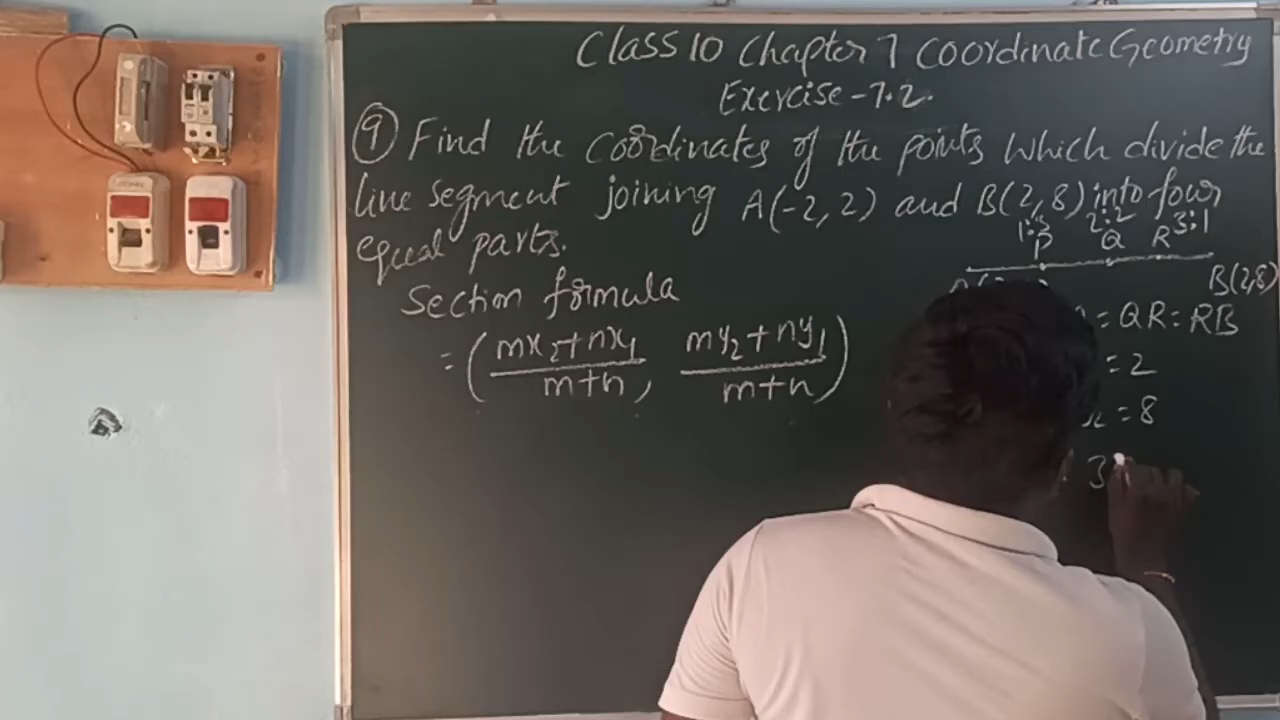 Class 10 Chapter 7 Coordinate Geometry
Exercise - 7.2.
9 Find the coordinates of the points which divide the
line segment joining A(-2, 2) and B(2, 8) into four
equal parts.
1:3 2:2 3:1
P Q R
B(2,8)
Section formula
= QR = RB
= (mx2+nx1/m+n, my2+ny1/m+n)
= 2
= 8
3